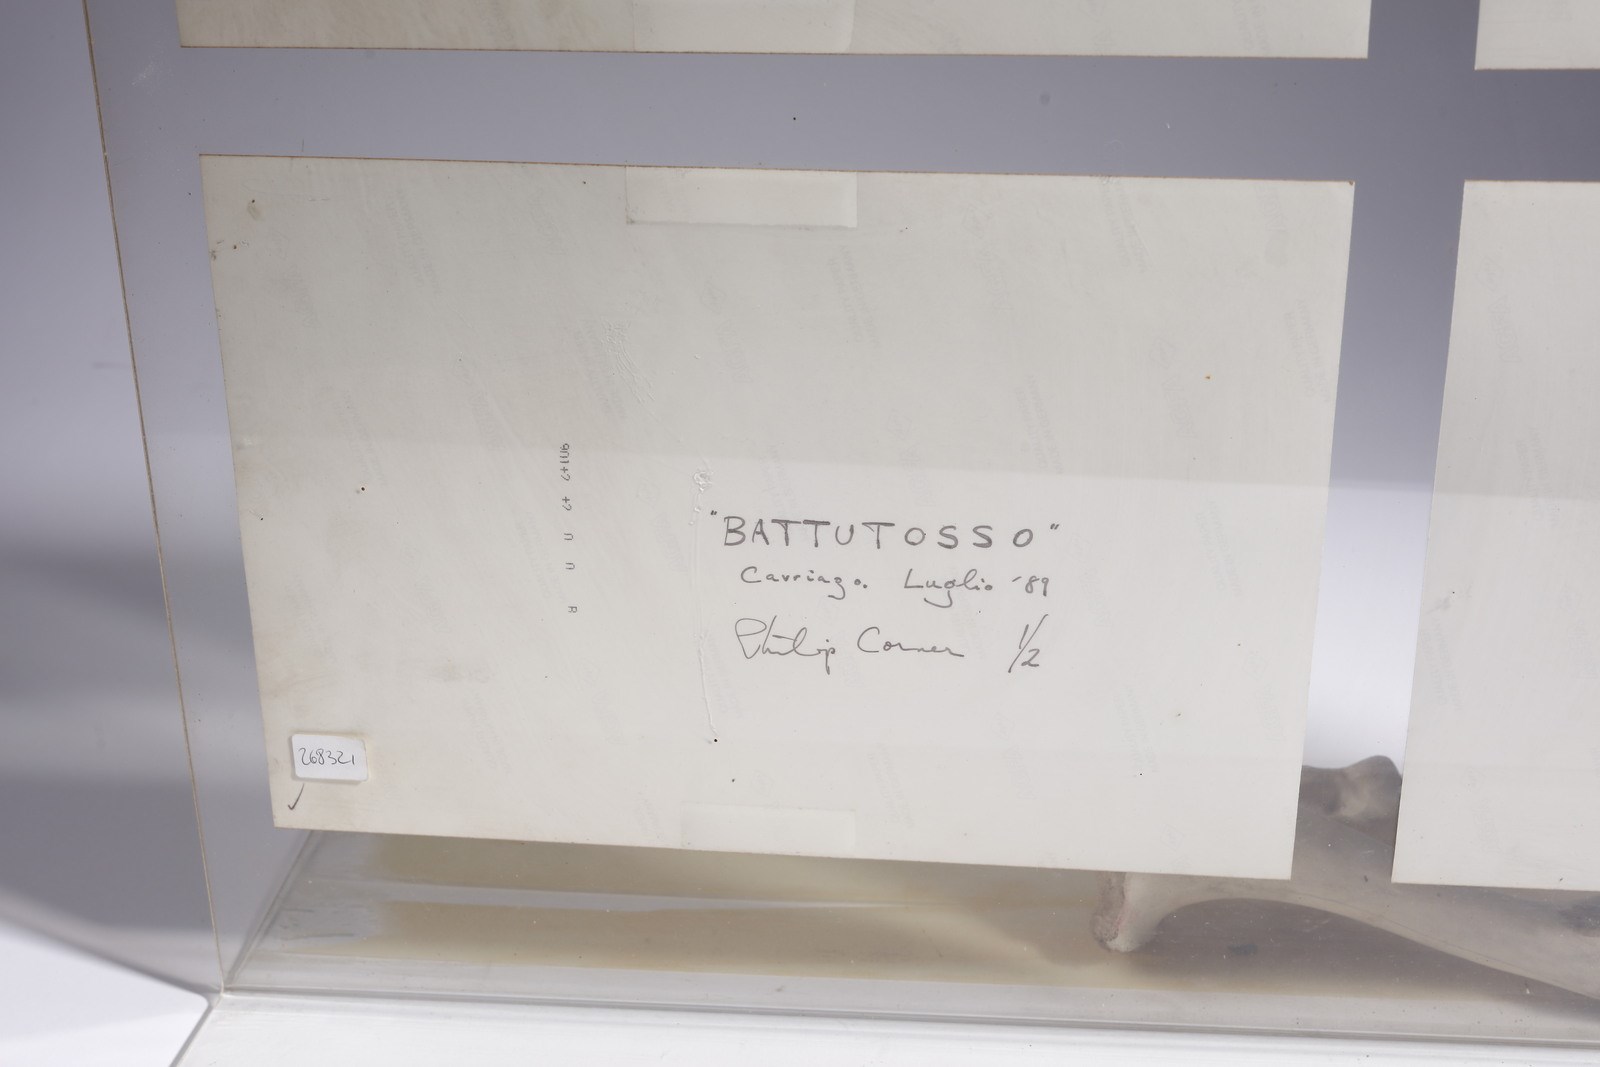 "BATTUTOSSO"
Cavriago. Luglio '89
Philip Corner 1/2
268321